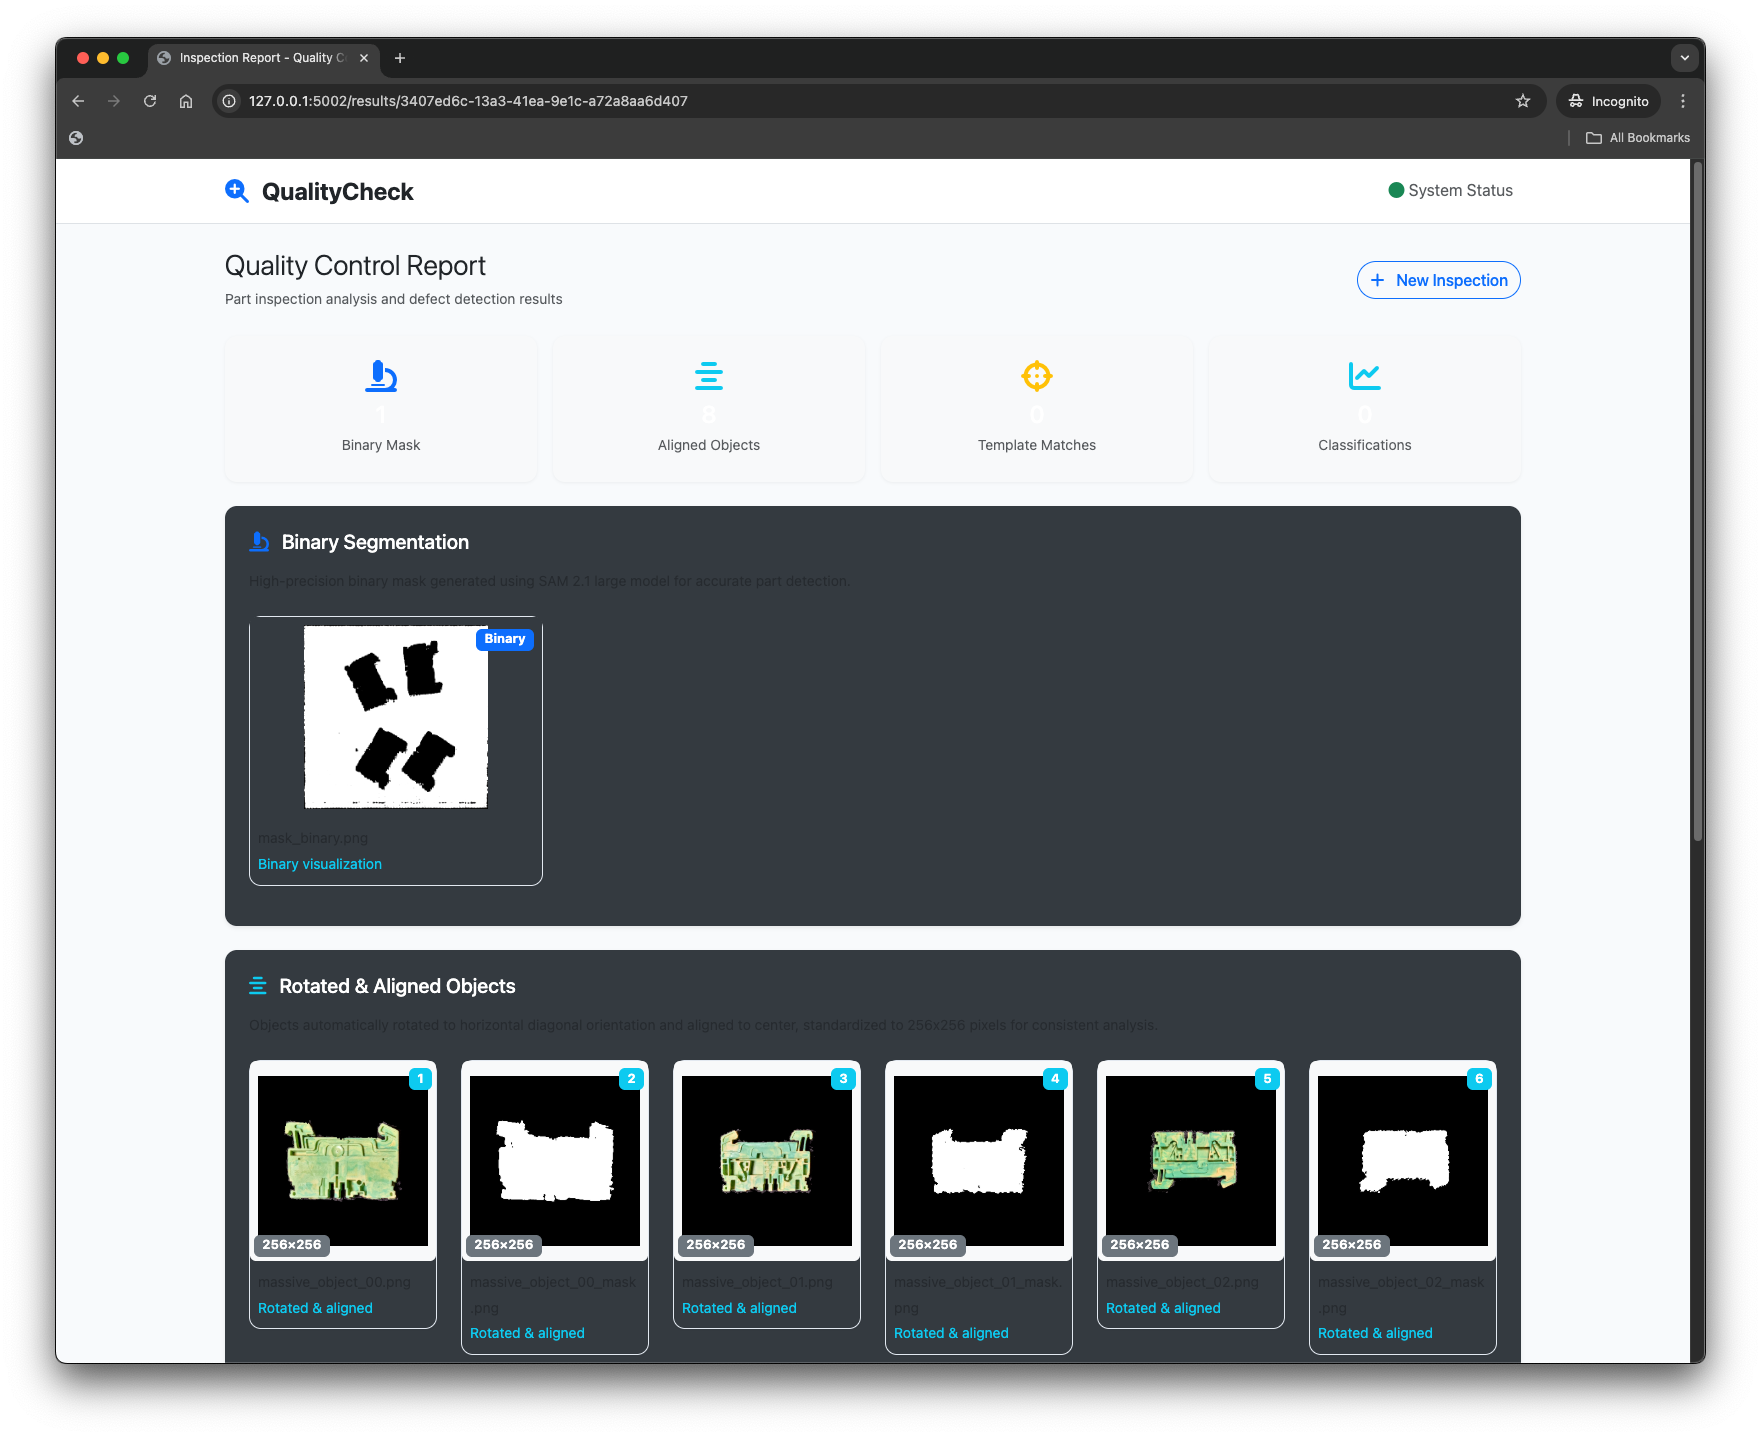 Inspection Report - Quality C
127.0.0.1:5002/results/3407ed6c-13a3-41ea-9e1c-a72a8aa6d407
Incognito
All Bookmarks
QualityCheck
System Status
Quality Control Report
Part inspection analysis and defect detection results
New Inspection
1
8
0
0
Binary Mask
Aligned Objects
Template Matches
Classifications
Binary Segmentation
High-precision binary mask generated using SAM 2.1 large model for accurate part detection.
Binary
mask_binary.png
Binary visualization
Rotated & Aligned Objects
Objects automatically rotated to horizontal diagonal orientation and aligned to center, standardized to 256x256 pixels for consistent analysis.
1
256×256
massive_object_00.png
Rotated & aligned
2
256×256
massive_object_00_mask
.png
Rotated & aligned
3
256×256
massive_object_01.png
Rotated & aligned
4
256×256
massive_object_01_mask.
png
Rotated & aligned
5
256×256
massive_object_02.png
Rotated & aligned
6
256×256
massive_object_02_mask
.png
Rotated & aligned